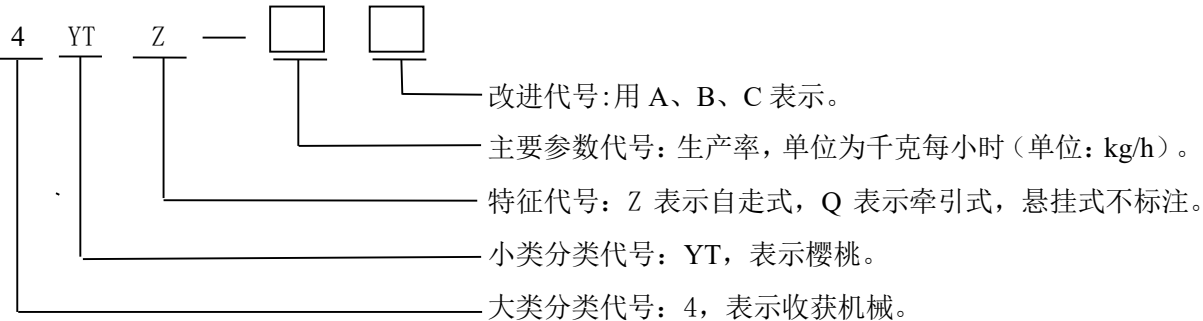 4 YT Z —
改进代号:用 A、B、C 表示。
主要参数代号：生产率，单位为千克每小时（单位：kg/h）。
特征代号：Z 表示自走式，Q 表示牵引式，悬挂式不标注。
小类分类代号：YT，表示樱桃。
大类分类代号：4，表示收获机械。